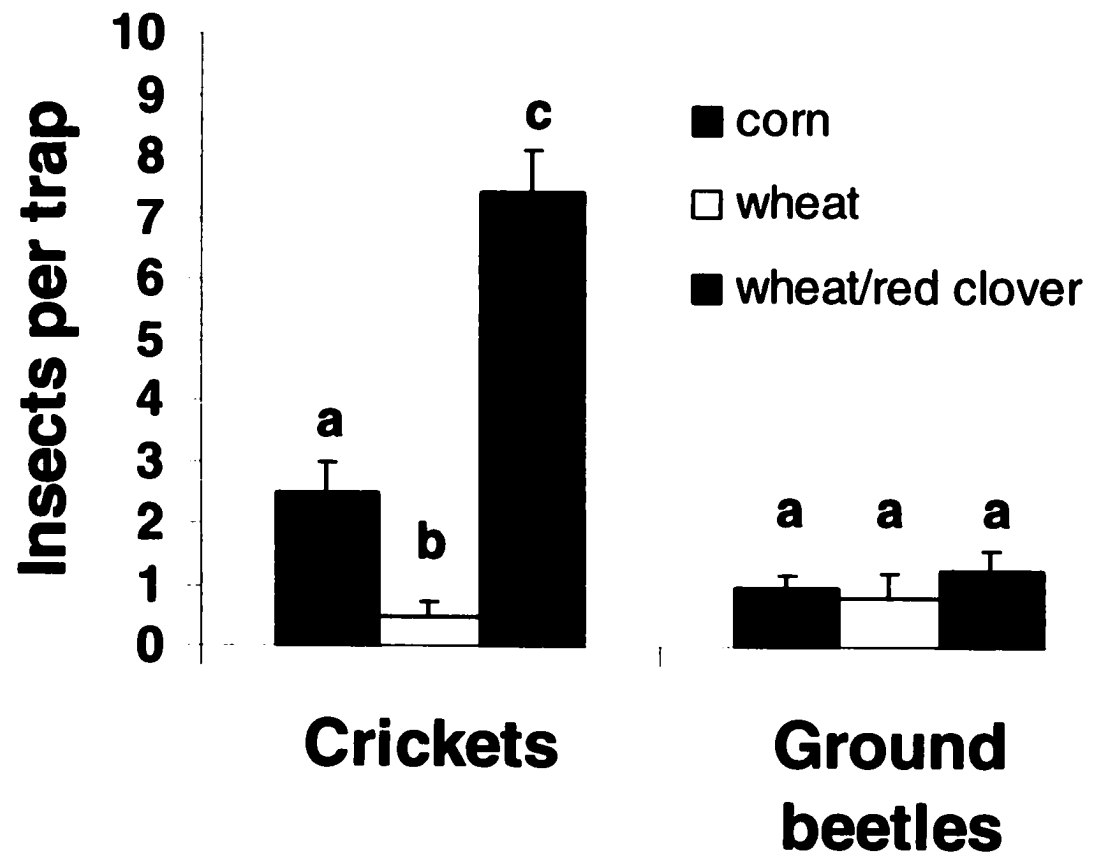 Insects per trap
10
9
8
7
6
5
4
3
2
1
0
c
a
b
a a a
corn
wheat
wheat/red clover
Crickets
Ground
beetles